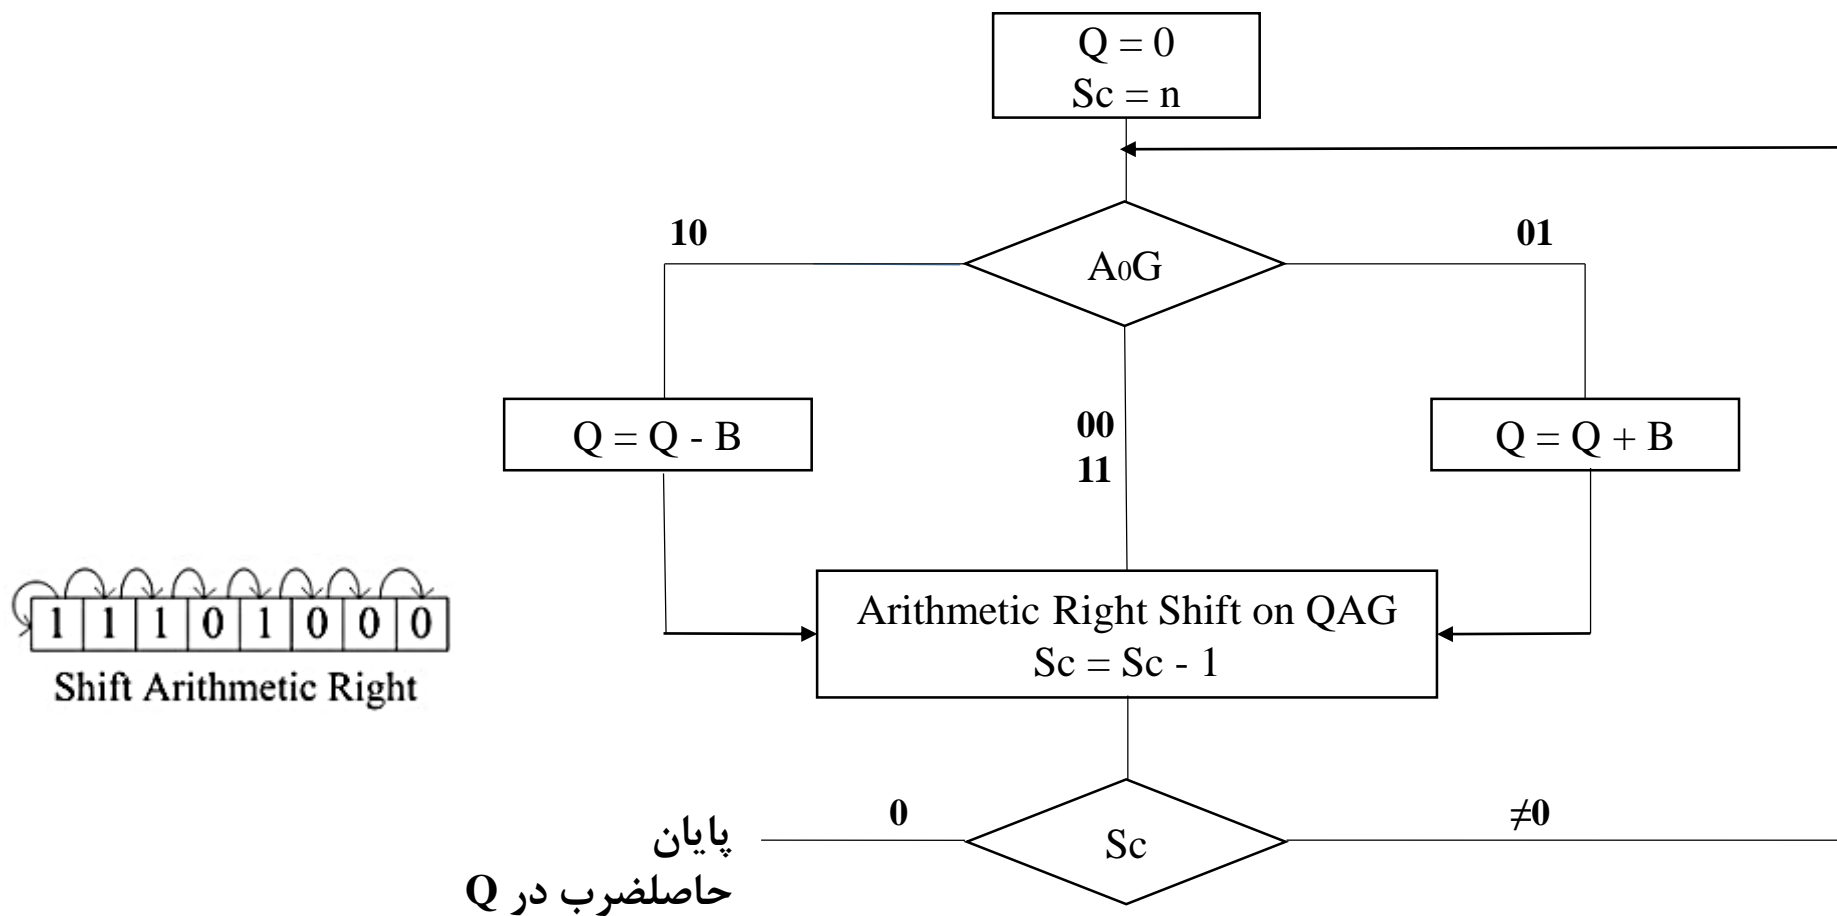 Q = 0
Sc = n
10
A0G
01
Q = Q - B
00
11
Q = Q + B
1 1 1 0 1 0 0 0
Shift Arithmetic Right
Arithmetic Right Shift on QAG
Sc = Sc - 1
0
Sc
≠0
پایان
حاصلضرب در Q